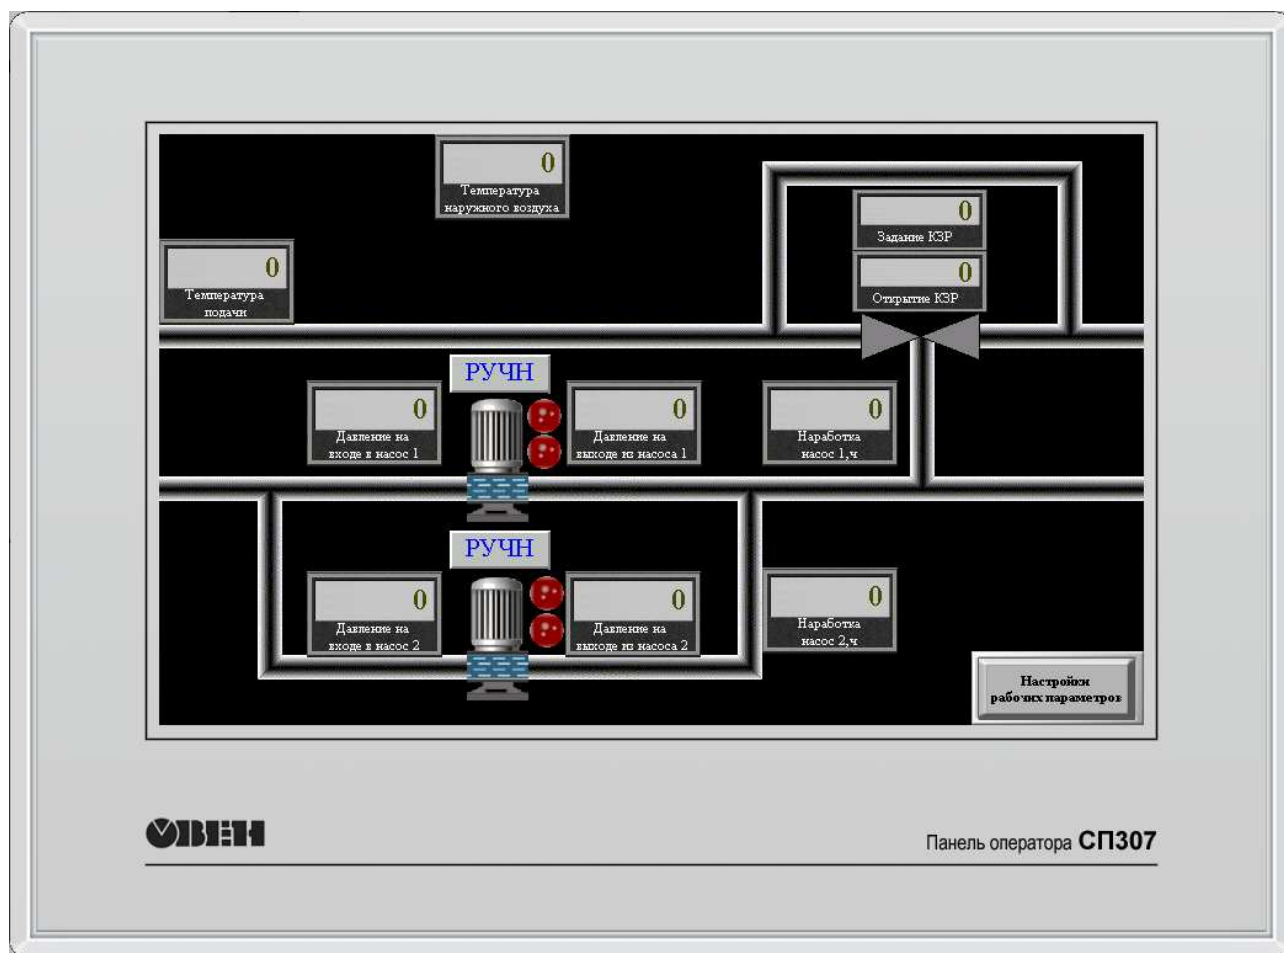 0
Температура
наружного воздуха
0
Задание КЗР
0
Температура
подачи
0
Открытие КЗР
РУЧН
0
Давление на
входе в насос 1
0
Давление на
выходе из насоса 1
0
Наработка
насос 1,ч
РУЧН
0
Давление на
входе в насос 2
0
Давление на
выходе из насоса 2
0
Наработка
насос 2,ч
Настройки
рабочих параметров
ОВЕН
Панель оператора СП307